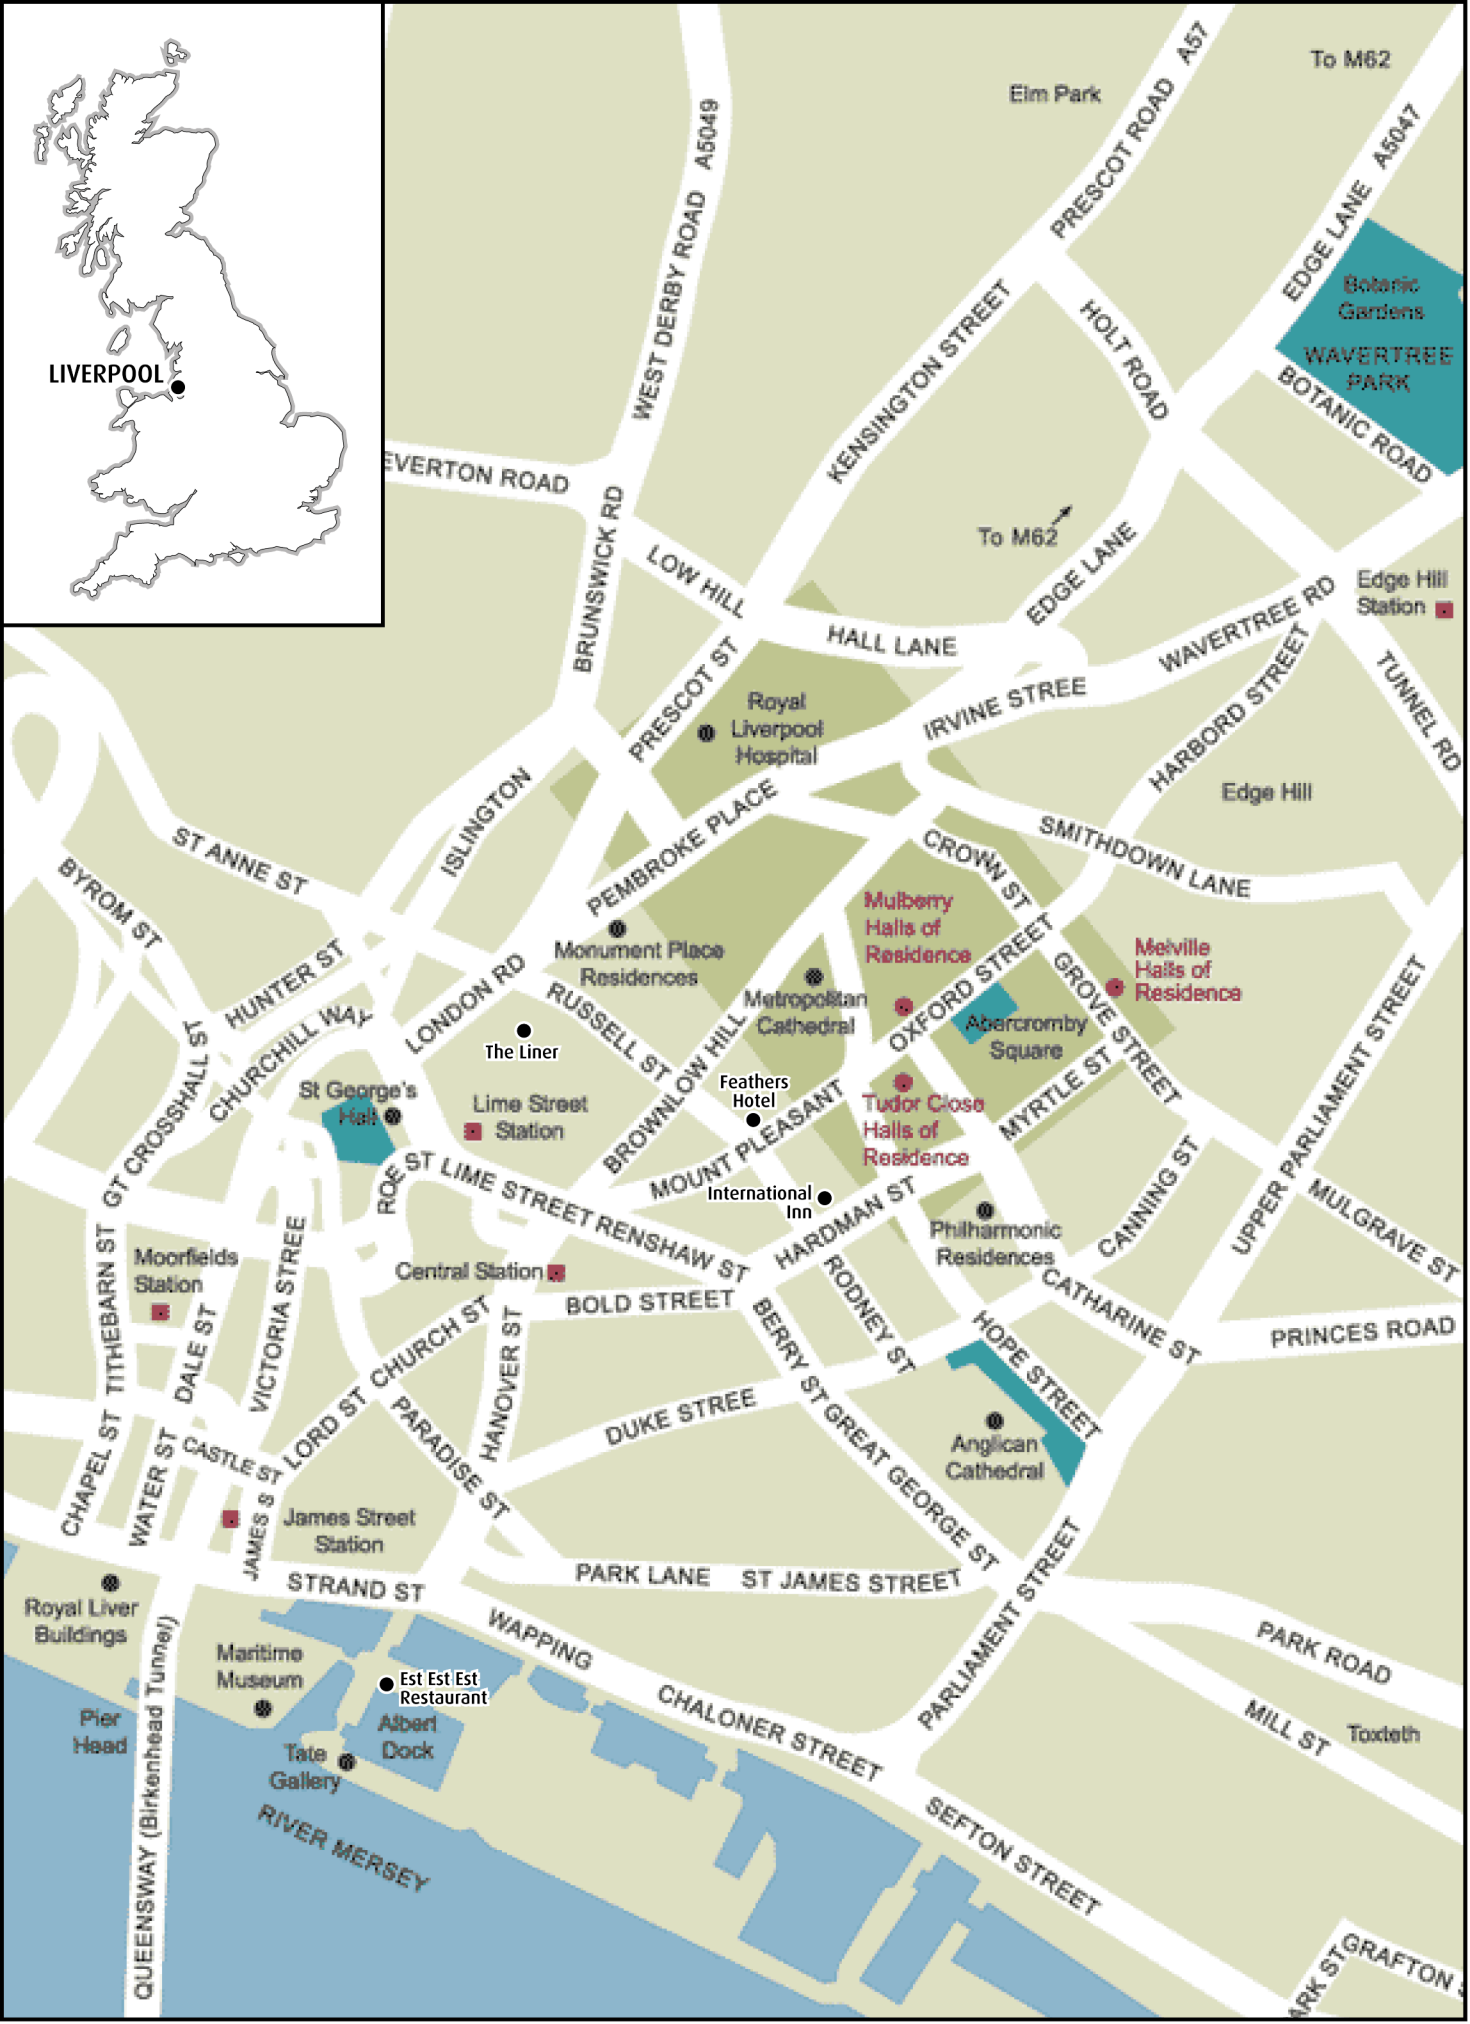 LIVERPOOL
To M62
Elm Park
PRESCOT ROAD A57
EDGE LANE A5047
WEST DERBY ROAD A5049
Botanic
Gardens
WAVERTREE
PARK
BOTANIC ROAD
HOLT ROAD
KENSINGTON STREET
EVERTON ROAD
BRUNSWICK RD
LOW HILL
To M62
EDGE LANE
HALL LANE
WAVERTREE RD
Edge Hill
Station
TUNNEL RD
HARBORD STREET
IRVINE STREE
PRESCOT ST
Royal
Liverpool
Hospital
Edge Hill
ISLINGTON
PEMBROKE PLACE
SMITHDOWN LANE
ST ANNE ST
BYROM ST
CROWN ST
Mulberry
Halls of
Residence
Monument Place
Residences
Melville
Halls of
Residence
HUNTER ST
LONDON RD
RUSSELL ST
Metropolitan
Cathedral
OXFORD STREET
GROVE STREET
Abercromby
Square
CHURCHILL WAY
The Liner
BROWNLOW HILL
Feathers
Hotel
MOUNT PLEASANT
Tudor Close
Halls of
Residence
MYRTLE ST
UPPER PARLIAMENT STREET
GT CROSSHALL ST
St George's
Hall
Lime Street
Station
ROE ST
LIME STREET
RENSHAW ST
International
Inn
HARDMAN ST
Philharmonic
Residences
CANNING ST
MULGRAVE ST
TITHEBARN ST
Moorfields
Station
Central Station
BOLD STREET
RODNEY ST
CATHARINE ST
PRINCES ROAD
DALE ST
VICTORIA STREE
CHURCH ST
LORD ST
HANOVER ST
BERRY ST
HOPE STREET
DUKE STREE
GREAT GEORGE ST
Anglican
Cathedral
PARADISE ST
CHAPEL ST
WATER ST
CASTLE ST
JAMES S
James Street
Station
STRAND ST
PARK LANE
ST JAMES STREET
PARLIAMENT STREET
Royal Liver
Buildings
Maritime
Museum
WAPPING
Est Est Est
Restaurant
Albert
Dock
Tate
Gallery
Pier
Head
CHALONER STREET
PARK ROAD
MILL ST
Toxteth
SEFTON STREET
RIVER MERSEY
QUEENSWAY (Birkenhead Tunnel)
GRAFTON S
ARK ST